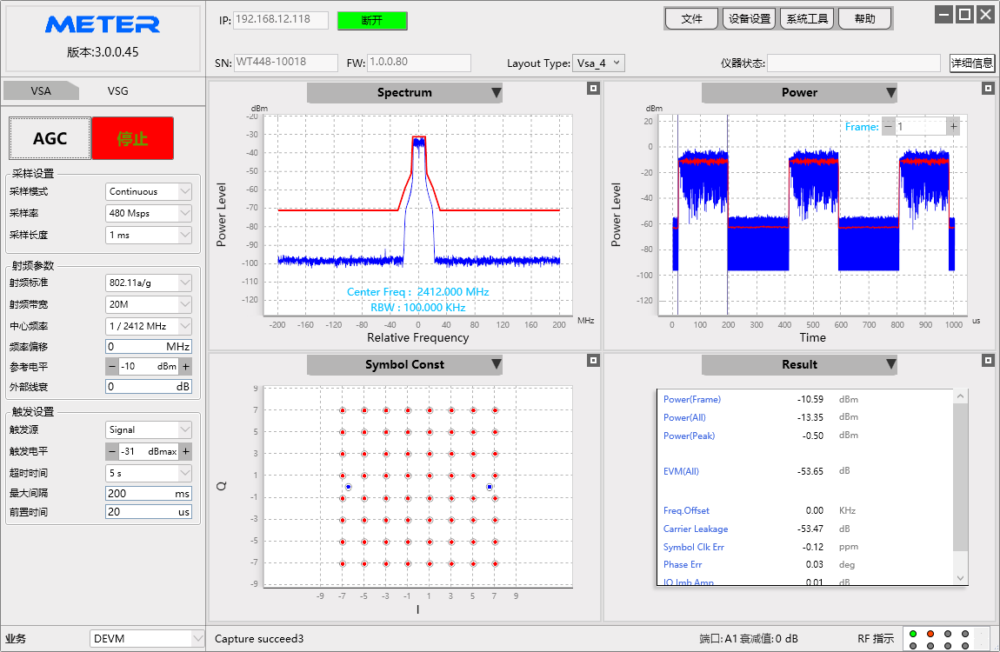 METER
版本:3.0.0.45
IP: 192.168.12.118 断开
文件 设备设置 系统工具 帮助
SN: WT448-10018 FW: 1.0.0.80 Layout Type: Vsa_4 仪器状态: 详细信息
VSA VSG
AGC 停止
采样设置
采样模式 Continuous
采样率 480 Msps
采样长度 1 ms
射频参数
射频标准 802.11a/g
射频带宽 20M
中心频率 1 / 2412 MHz
频率偏移 0 MHz
参考电平 − -10 dBm +
外部线衰 0 dB
触发设置
触发源 Signal
触发电平 − -31 dBmax +
超时时间 5 s
最大间隔 200 ms
前置时间 20 us
Spectrum
dBm
-20
-30
-40
-50
-60
-70
-80
-90
-100
-110
-120
Power Level
Center Freq : 2412.000 MHz
RBW : 100.000 KHz
-200 -160 -120 -80 -40 0 40 80 120 160 200 MHz
Relative Frequency
Power
dBm
Frame: − 1 +
20
0
-20
-40
-60
-80
-100
-120
Power Level
0 100 200 300 400 500 600 700 800 900 1000 us
Time
Symbol Const
9
7
5
3
1
-1
-3
-5
-7
-9
Q
-9 -7 -5 -3 -1 1 3 5 7 9
I
Result
Power(Frame) -10.59 dBm
Power(All) -13.35 dBm
Power(Peak) -0.50 dBm
EVM(All) -53.65 dB
Freq.Offset 0.00 KHz
Carrier Leakage -53.47 dB
Symbol Clk Err -0.12 ppm
Phase Err 0.03 deg
IQ Imb Amp 0.01 dB
业务 DEVM Capture succeed3 端口: A1 衰减值: 0 dB RF 指示